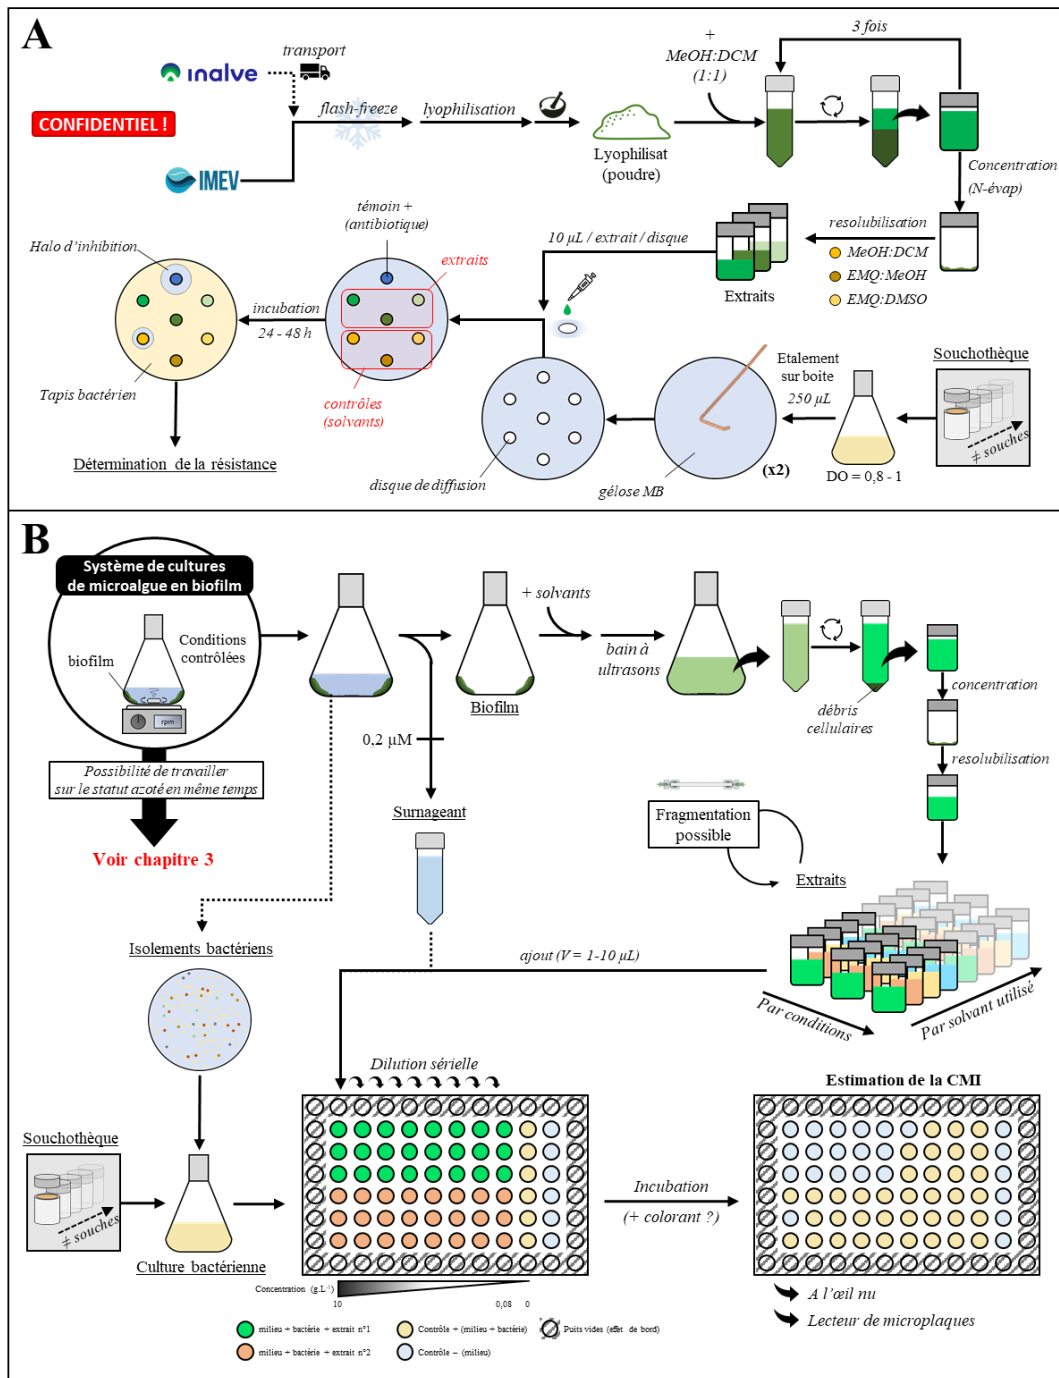 A
inalve
transport
CONFIDENTIEL !
IMEV
flash-freeze
lyophilisation
Lyophilisat
(poudre)
+
MeOH:DCM
(1:1)
3 fois
Concentration
(N-évap)
resolubilisation
MeOH:DCM
EMQ:MeOH
EMQ:DMSO
Extraits
10 µL / extrait / disque
témoin +
(antibiotique)
extraits
Halo d'inhibition
incubation
24 - 48 h
contrôles
(solvants)
Tapis bactérien
Détermination de la résistance
disque de diffusion
gélose MB
(x2)
Etalement
sur boite
250 µL
DO = 0,8 - 1
Souchothèque
≠ souches
B
Système de cultures
de microalgue en biofilm
Conditions
contrôlées
biofilm
rpm
Possibilité de travailler
sur le statut azoté en même temps
Voir chapitre 3
Biofilm
+ solvants
bain à
ultrasons
débris
cellulaires
concentration
resolubilisation
0,2 µM
Surnageant
Fragmentation
possible
Extraits
Isolements bactériens
ajout (V = 1-10 µL)
Par conditions
Par solvant utilisé
Dilution sérielle
Estimation de la CMI
Souchothèque
≠ souches
Culture bactérienne
Incubation
(+ colorant ?)
Concentration (g.L⁻¹)
10
0,08
0
A l'œil nu
Lecteur de microplaques
milieu + bactérie + extrait n°1
Contrôle + (milieu + bactérie)
Puits vides (effet de bord)
milieu + bactérie + extrait n°2
Contrôle – (milieu)